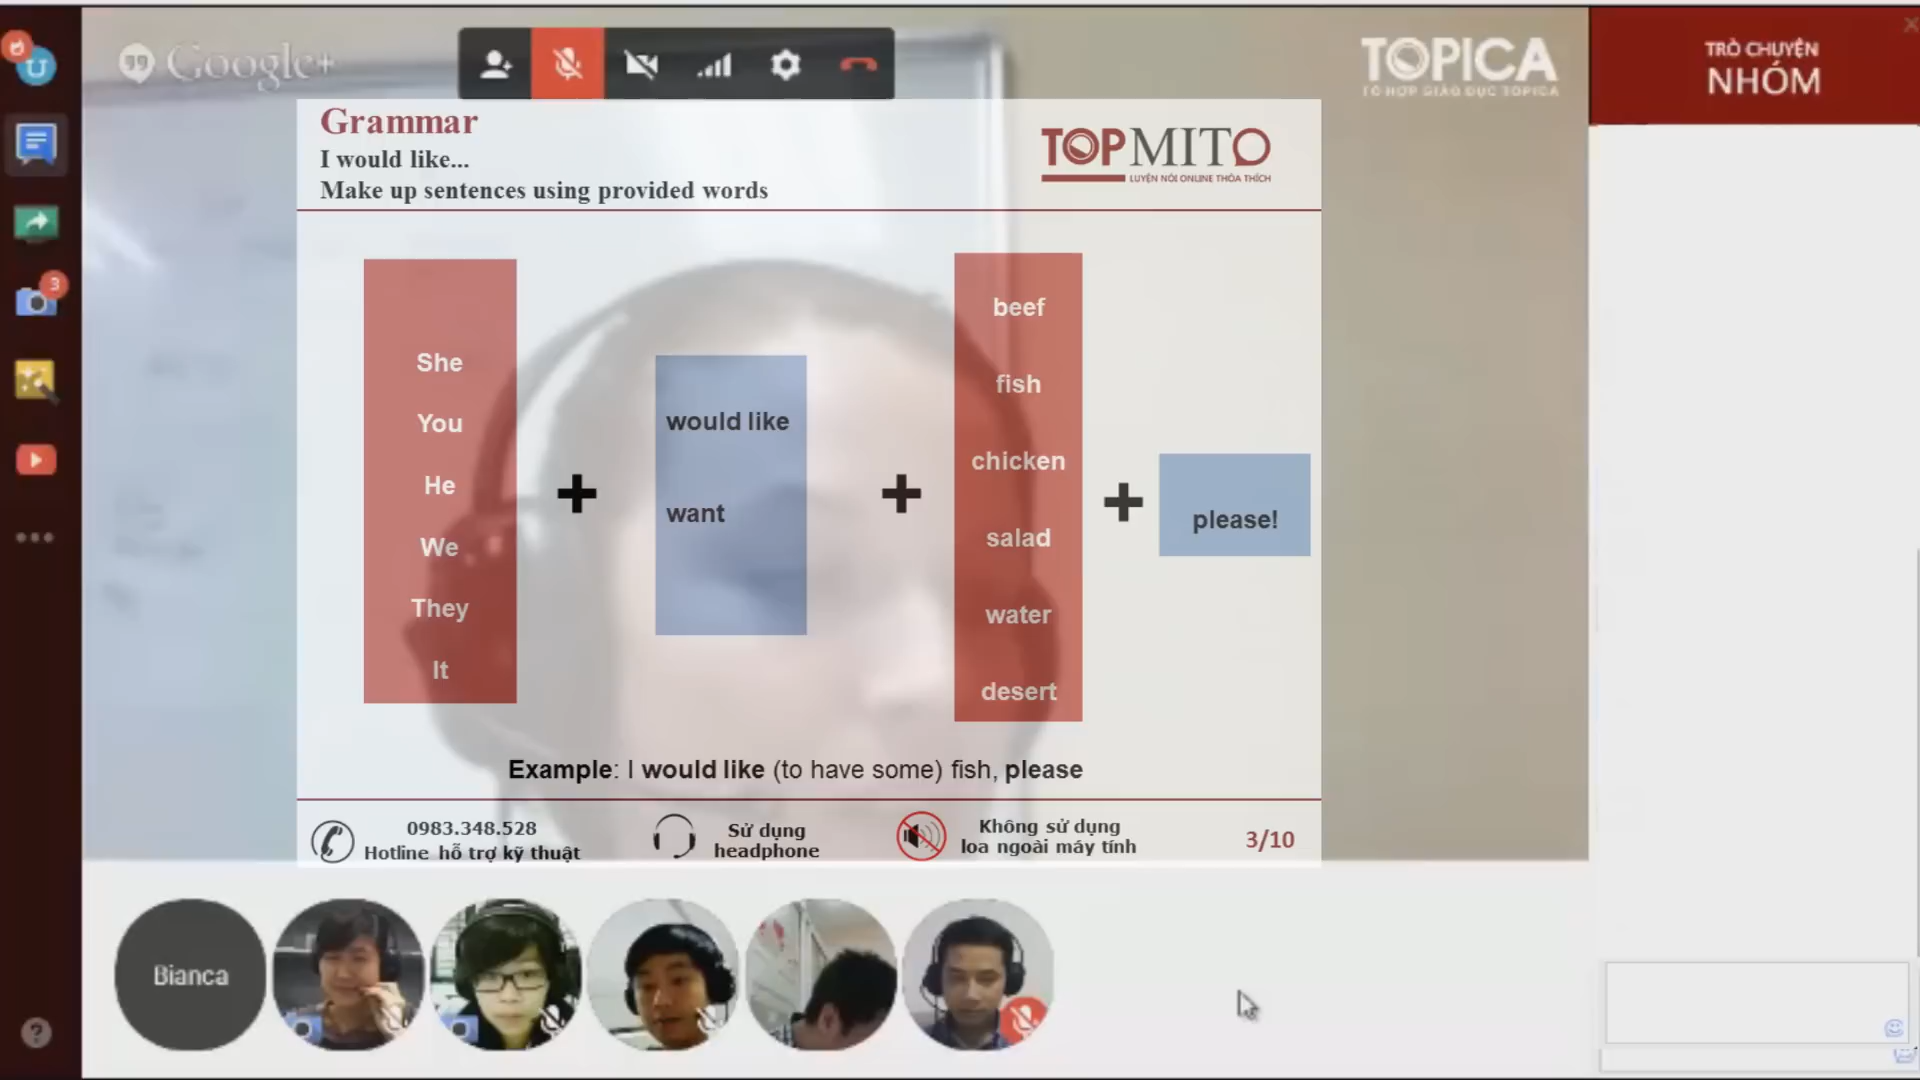 Google+
TOPICA
TỔ HỢP GIÁO DỤC TOPICA
TRÒ CHUYỆN
NHÓM
3
Grammar
I would like...
Make up sentences using provided words
TOPMITO
LUYỆN NÓI ONLINE THỎA THÍCH
She
You
He
We
They
It
+
would like
want
+
beef
fish
chicken
salad
water
desert
+
please!
Example: I would like (to have some) fish, please
0983.348.528
Hotline hỗ trợ kỹ thuật
Sử dụng
headphone
Không sử dụng
loa ngoài máy tính
3/10
Bianca